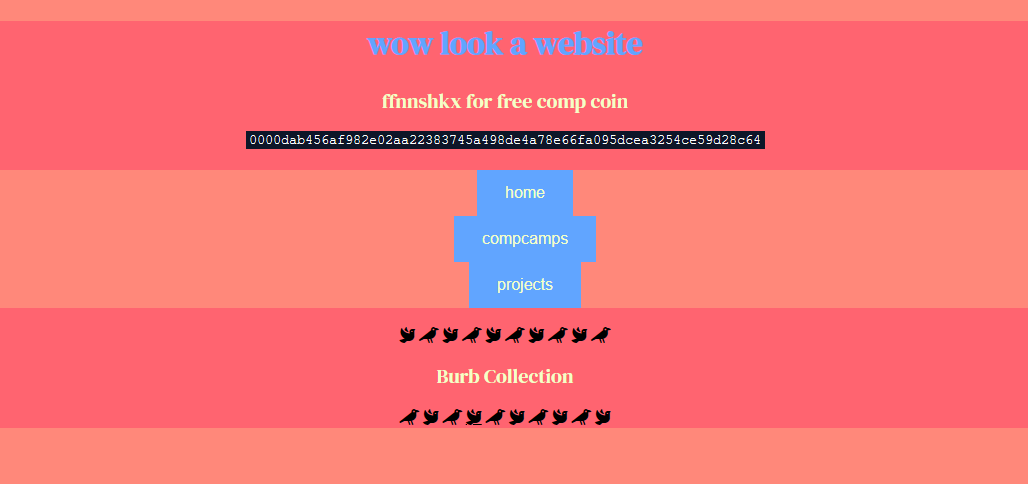 wow look a website
ffnnshkx for free comp coin
0000dab456af982e02aa22383745a498de4a78e66fa095dcea3254ce59d28c64
home
compcamps
projects
Burb Collection